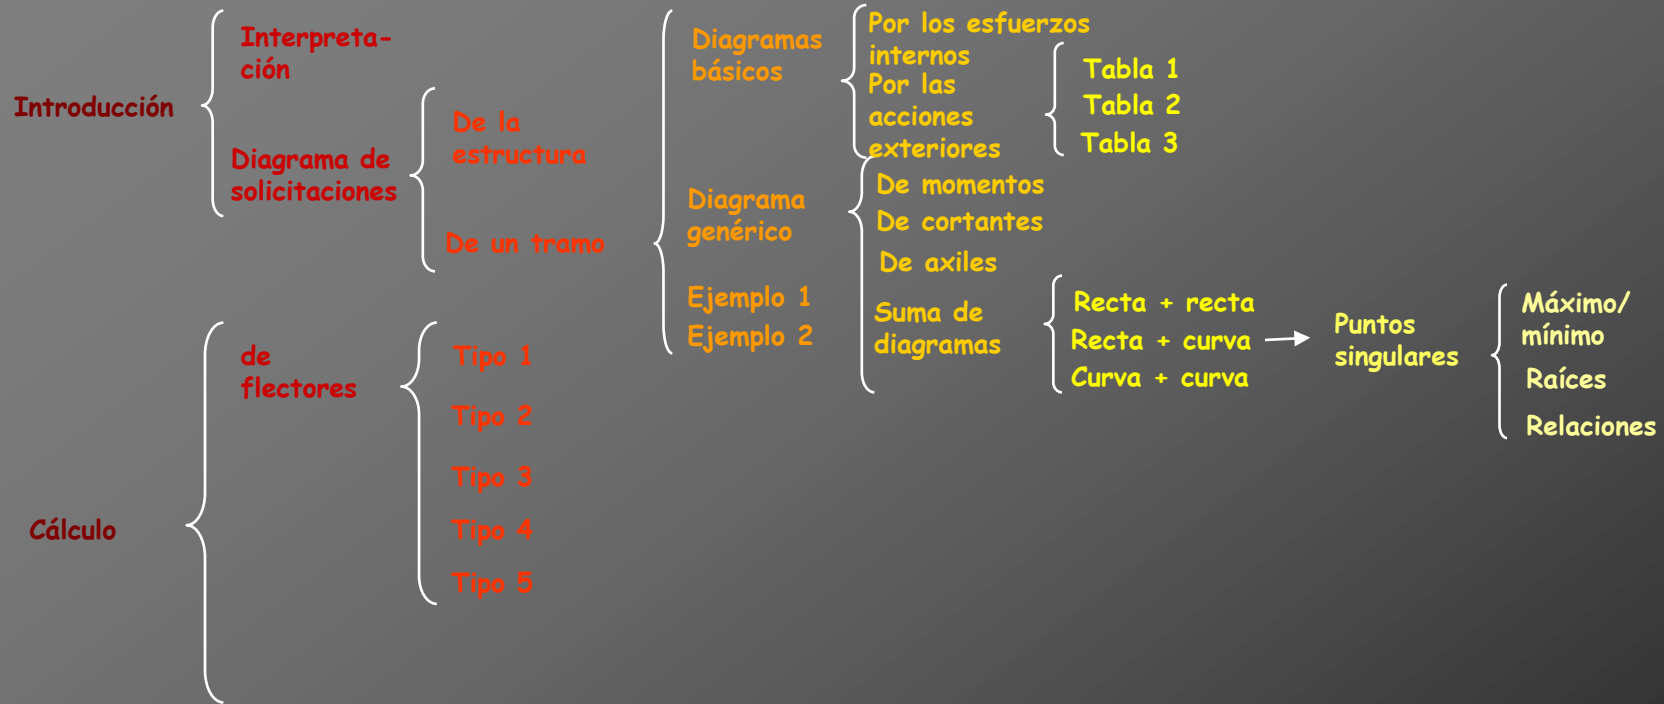 Introducción
Interpreta-
ción
Diagrama de
solicitaciones
De la
estructura
De un tramo
Diagramas
básicos
Por los esfuerzos
internos
Por las
acciones
exteriores
Tabla 1
Tabla 2
Tabla 3
Diagrama
genérico
De momentos
De cortantes
De axiles
Suma de
diagramas
Recta + recta
Recta + curva
Curva + curva
Puntos
singulares
Máximo/
mínimo
Raíces
Relaciones
Ejemplo 1
Ejemplo 2
Cálculo
de
flectores
Tipo 1
Tipo 2
Tipo 3
Tipo 4
Tipo 5